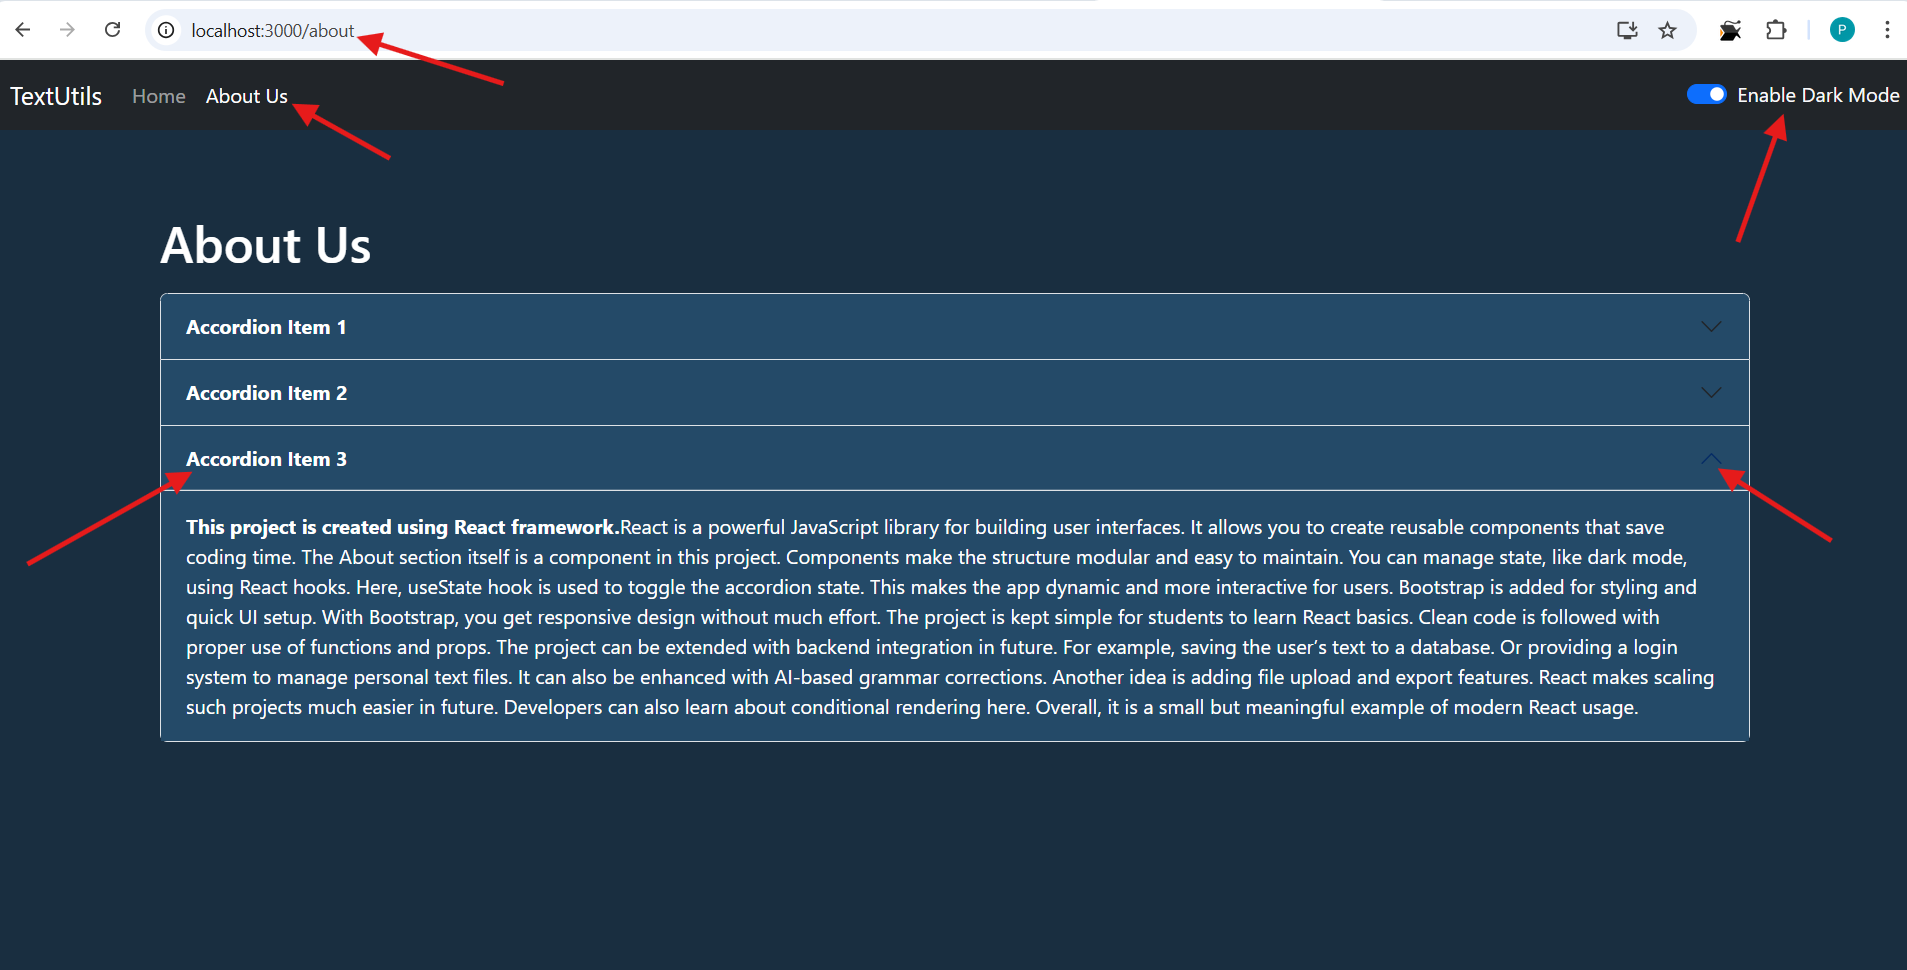 localhost:3000/about
P
TextUtils Home About Us Enable Dark Mode
About Us
Accordion Item 1
Accordion Item 2
Accordion Item 3
This project is created using React framework.React is a powerful JavaScript library for building user interfaces. It allows you to create reusable components that save
coding time. The About section itself is a component in this project. Components make the structure modular and easy to maintain. You can manage state, like dark mode,
using React hooks. Here, useState hook is used to toggle the accordion state. This makes the app dynamic and more interactive for users. Bootstrap is added for styling and
quick UI setup. With Bootstrap, you get responsive design without much effort. The project is kept simple for students to learn React basics. Clean code is followed with
proper use of functions and props. The project can be extended with backend integration in future. For example, saving the user’s text to a database. Or providing a login
system to manage personal text files. It can also be enhanced with AI-based grammar corrections. Another idea is adding file upload and export features. React makes scaling
such projects much easier in future. Developers can also learn about conditional rendering here. Overall, it is a small but meaningful example of modern React usage.